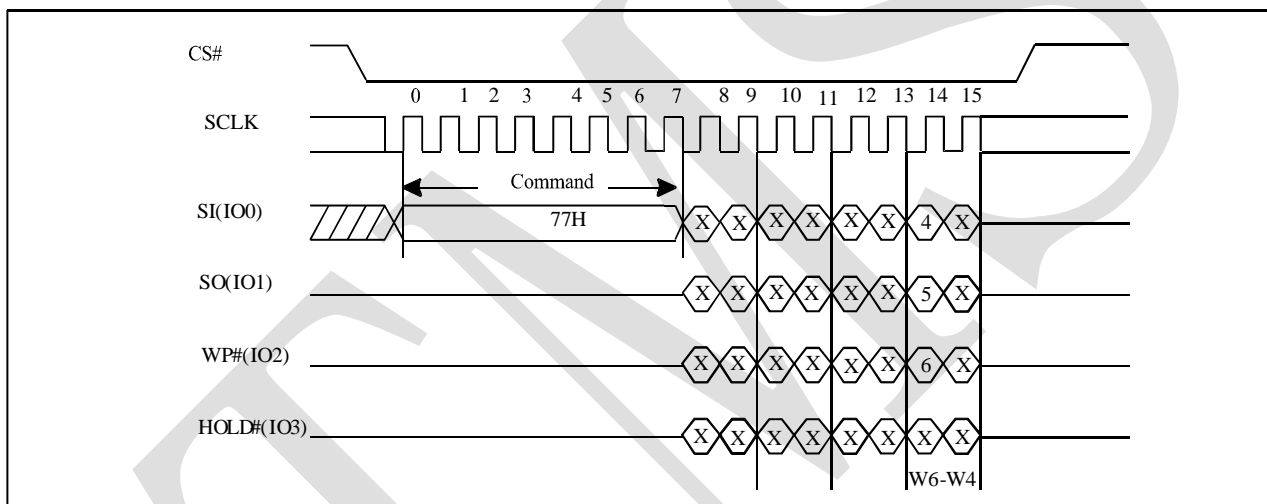 CS#
0 1 2 3 4 5 6 7 8 9 10 11 12 13 14 15
SCLK
Command
SI(IO0) 77H X X X X X X 4 X
SO(IO1) X X X X X X 5 X
WP#(IO2) X X X X X X 6 X
HOLD#(IO3) X X X X X X X X
W6-W4